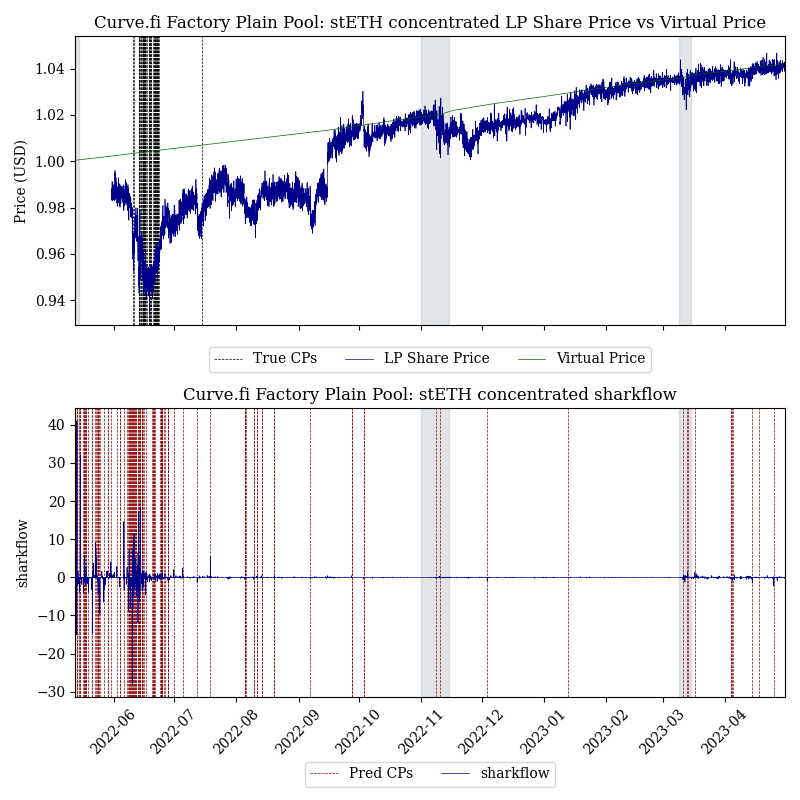 Curve.fi Factory Plain Pool: stETH concentrated LP Share Price vs Virtual Price
Price (USD)
1.04
1.02
1.00
0.98
0.96
0.94
True CPs LP Share Price Virtual Price
Curve.fi Factory Plain Pool: stETH concentrated sharkflow
sharkflow
40
30
20
10
0
−10
−20
−30
2022-06 2022-07 2022-08 2022-09 2022-10 2022-11 2022-12 2023-01 2023-02 2023-03 2023-04
Pred CPs sharkflow